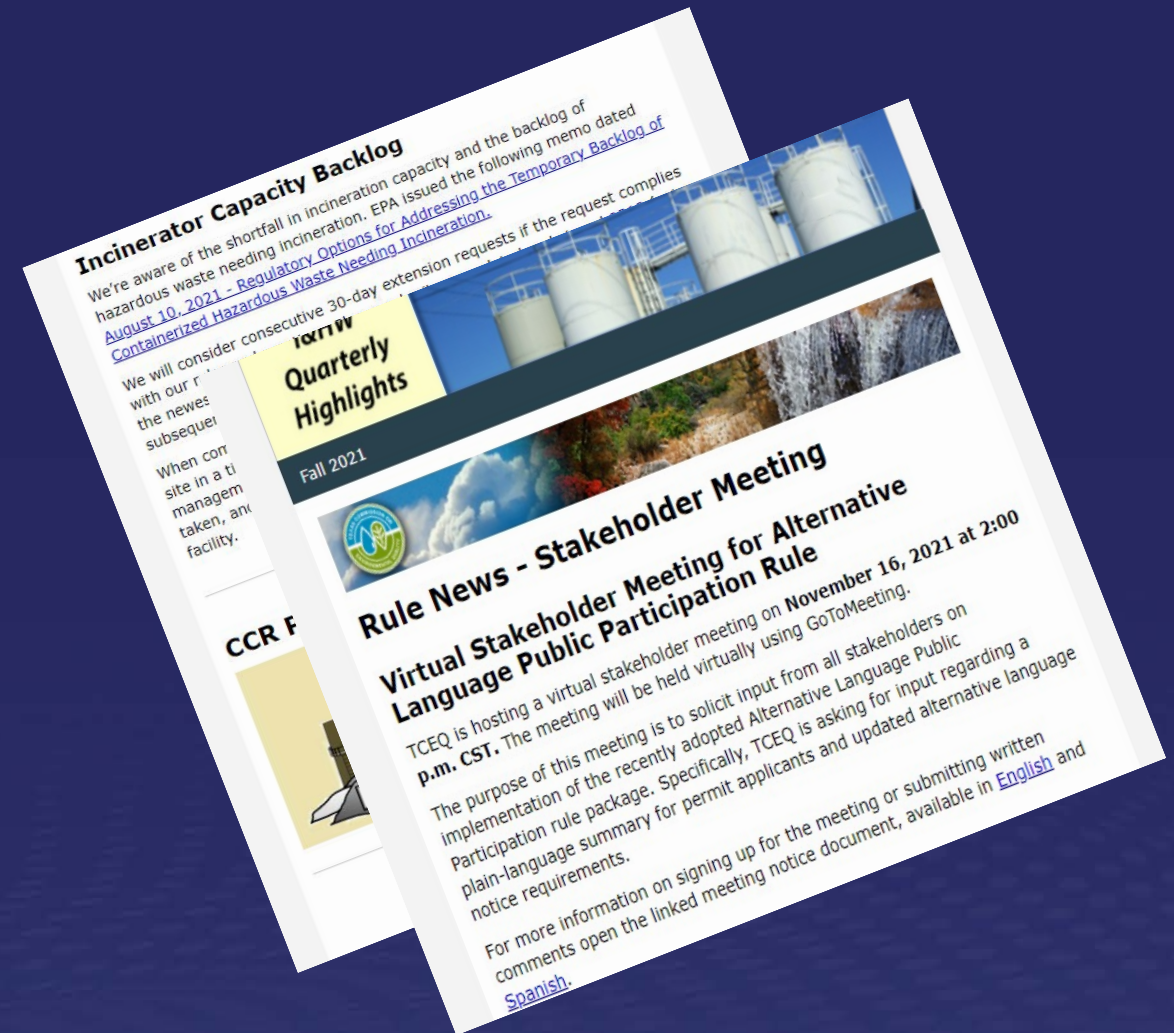 Incinerator Capacity Backlog
We're aware of the shortfall in incineration capacity and the backlog of
hazardous waste needing incineration. EPA issued the following memo dated
August 10, 2021 - Regulatory Options for Addressing the Temporary Backlog of
Containerized Hazardous Waste Needing Incineration.
We will consider consecutive 30-day extension requests if the request complies
with our
the
subsequen
When
site in a
managem
taken,
facility.
CCR
I&HW
Quarterly
Highlights
Fall 2021
Rule News - Stakeholder Meeting
Virtual Stakeholder Meeting for Alternative
Language Public Participation Rule
TCEQ is hosting a virtual stakeholder meeting on November 16, 2021 at 2:00
p.m. CST. The meeting will be held virtually using GoToMeeting.
The purpose of this meeting is to solicit input from all stakeholders on
implementation of the recently adopted Alternative Language Public
Participation rule package. Specifically, TCEQ is asking for input regarding a
plain-language summary for permit applicants and updated alternative language
notice requirements.
For more information on signing up for the meeting or submitting written
comments open the linked meeting notice document, available in English and
Spanish.